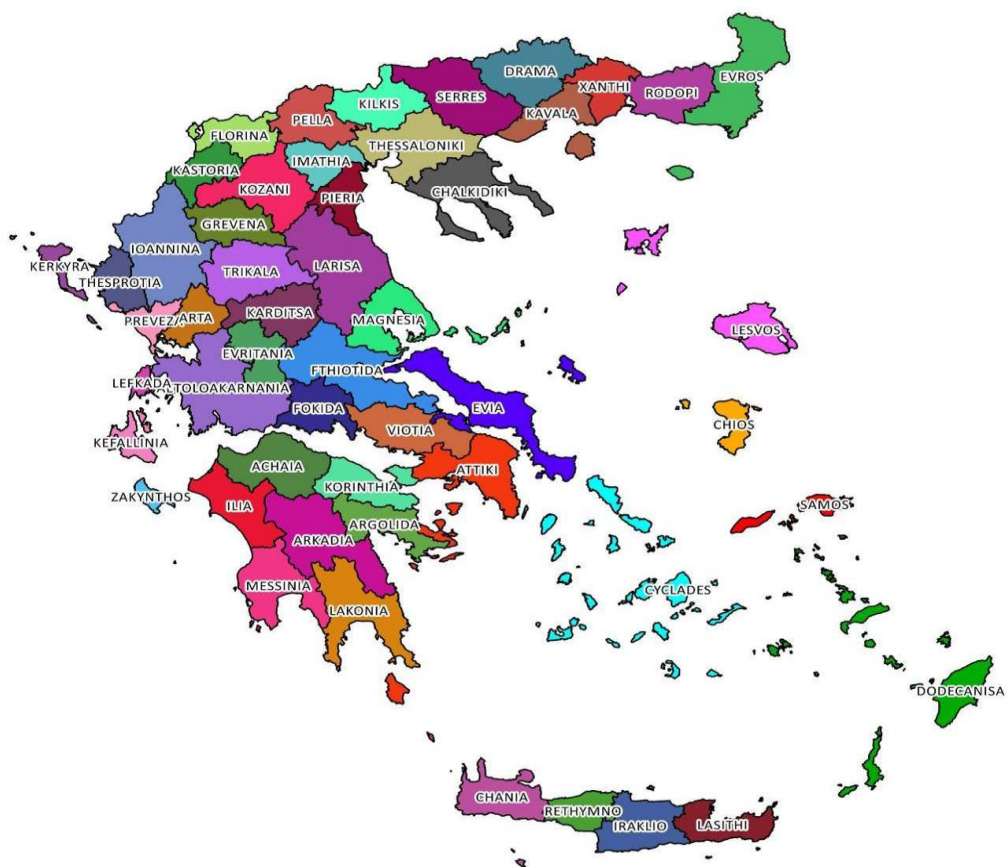 DRAMA
EVROS
XANTHI
RODOPI
SERRES
KILKIS
KAVALA
PELLA
FLORINA
THESSALONIKI
IMATHIA
KASTORIA
KOZANI
PIERIA
CHALKIDIKI
GREVENA
IOANNINA
KERKYRA
THESPROTIA
TRIKALA
LARISA
PREVEZA
ARTA
KARDITSA
MAGNESIA
LESVOS
EVRITANIA
FTHIOTIDA
LEFKADA
AITOLOAKARNANIA
FOKIDA
EVIA
CHIOS
VIOTIA
KEFALLINIA
ACHAIA
ATTIKI
KORINTHIA
ZAKYNTHOS
ILIA
SAMOS
ARGOLIDA
ARKADIA
MESSINIA
CYCLADES
LAKONIA
DODECANISA
CHANIA
RETHYMNO
IRAKLIO
LASITHI